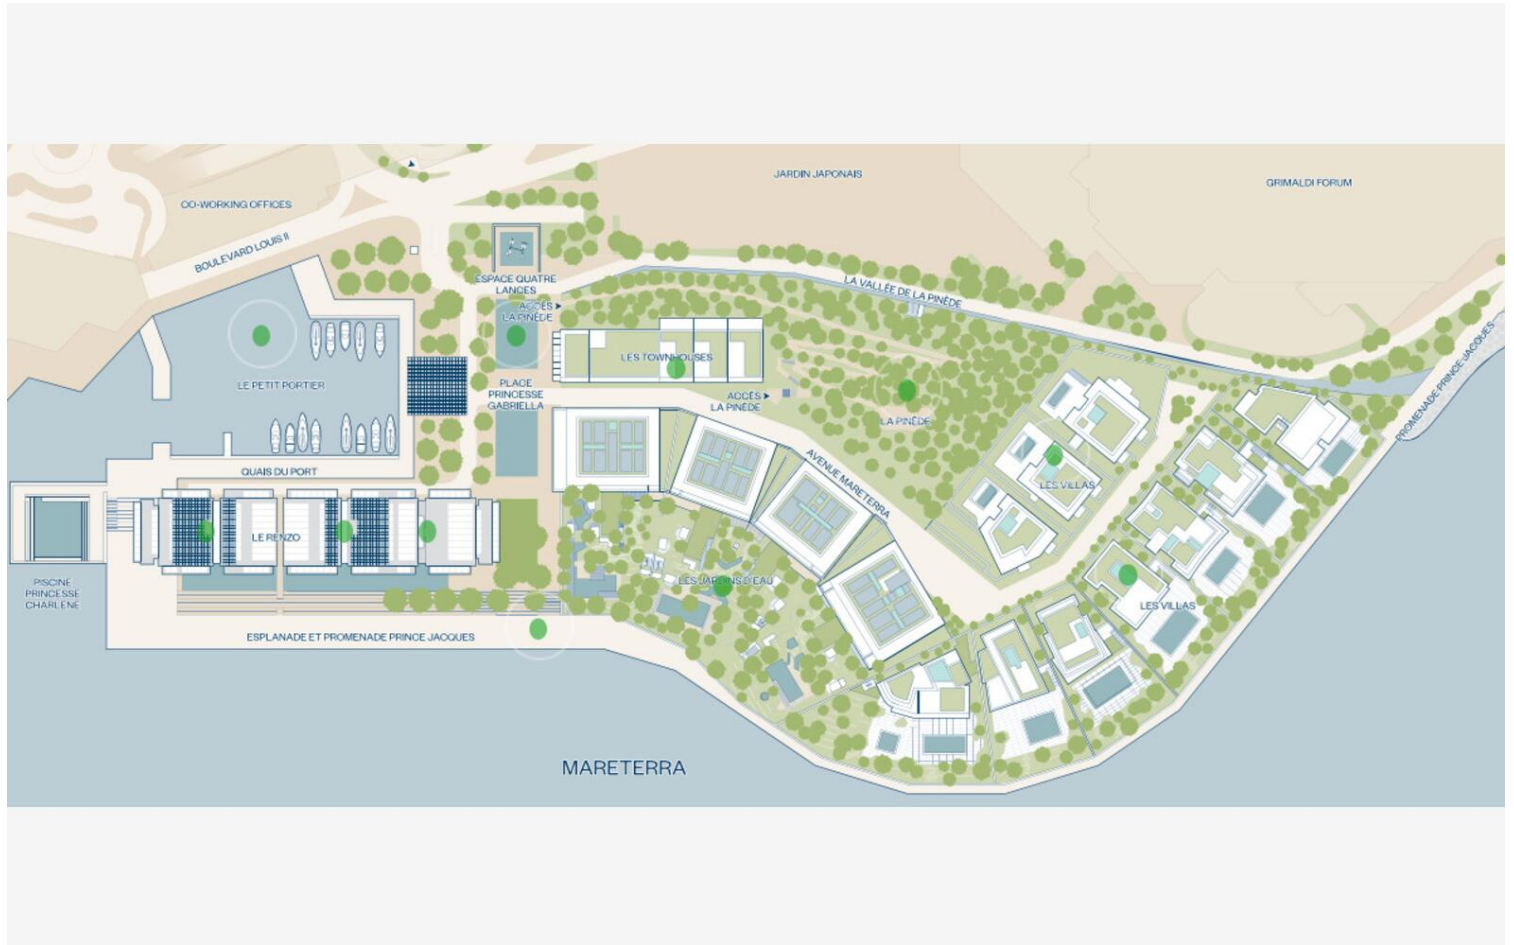 JARDIN JAPONAIS
GRIMALDI FORUM
CO-WORKING OFFICES
BOULEVARD LOUIS II
ESPACE QUATRE
LANCES
LA VALLÉE DE LA PINÈDE
ACCÈS
LA PINÈDE
PROMENADE PRINCE JACQUES
LES TOWNHOUSES
LE PETIT PORTIER
PLACE
PRINCESSE
GABRIELLA
ACCÈS
LA PINÈDE
LA PINÈDE
AVENUE MARETERRA
QUAIS DU PORT
LES VILLAS
LE RENZO
PISCINE
PRINCESSE
CHARLENE
LES JARDINS D'EAU
LES VILLAS
ESPLANADE ET PROMENADE PRINCE JACQUES
MARETERRA